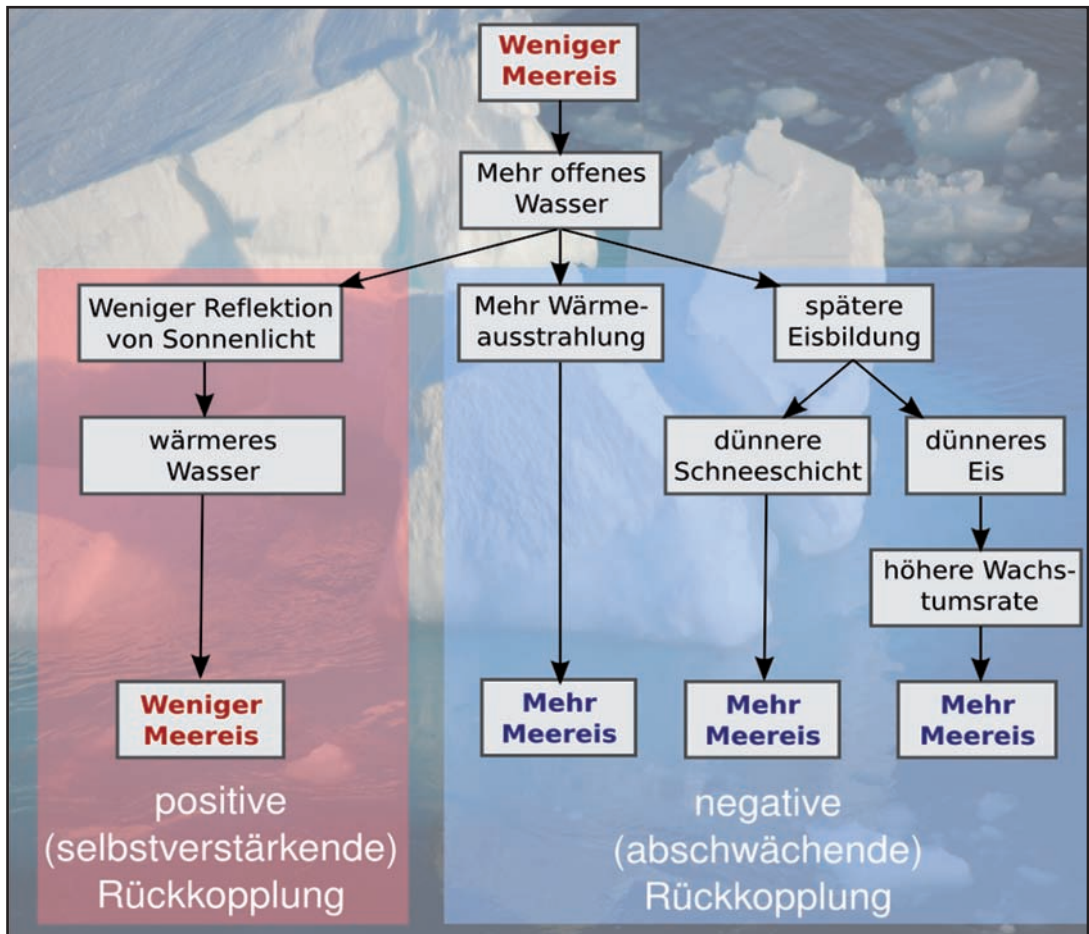 Weniger
Meereis
Mehr offenes
Wasser
Weniger Reflektion
von Sonnenlicht
Mehr Wärme-
ausstrahlung
spätere
Eisbildung
wärmeres
Wasser
dünnere
Schneeschicht
dünneres
Eis
höhere Wachs-
tumsrate
Weniger
Meereis
Mehr
Meereis
Mehr
Meereis
Mehr
Meereis
positive
(selbstverstärkende)
Rückkopplung
negative
(abschwächende)
Rückkopplung